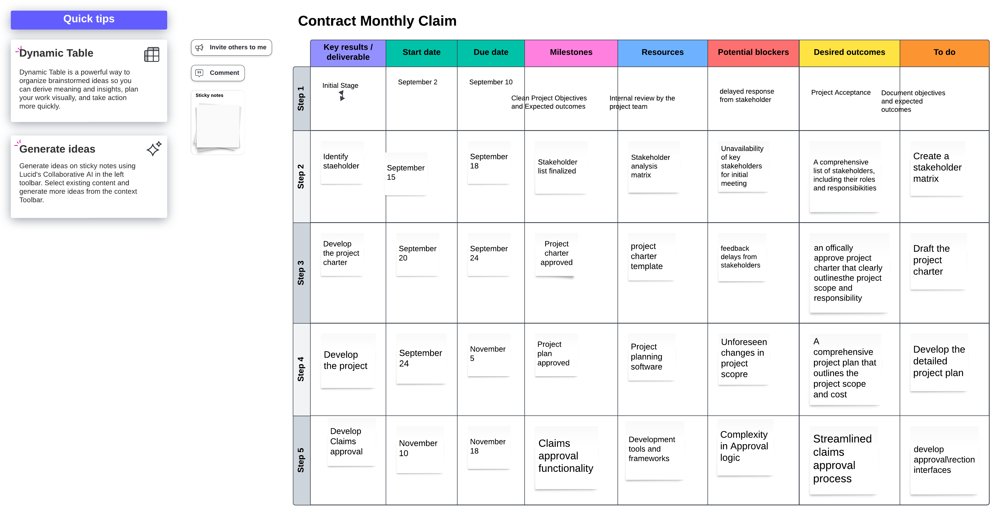 Quick tips
Dynamic Table
Dynamic Table is a powerful way to
organize brainstormed ideas so you
can derive meaning and insights, plan
your work visually, and take action
more quickly.
Generate ideas
Generate ideas on sticky notes using
Lucid's Collaborative AI in the left
toolbar. Select existing content and
generate more ideas from the context
Toolbar.
Invite others to me
Comment
Sticky notes
Contract Monthly Claim
Key results /
deliverable
Start date
Due date
Milestones
Resources
Potential blockers
Desired outcomes
To do
Step 1
Initial Stage
September 2
September 10
Clean Project Objectives
and Expected outcomes
Internal review by the
project team
delayed response
from stakeholder
Project Acceptance
Document objectives
and expected
outcomes
Step 2
Identify
staeholder
September
15
September
18
Stakeholder
list finalized
Stakeholder
analysis
matrix
Unavailability
of key
stakeholders
for initial
meeting
A comprehensive
list of stakeholders,
including their roles
and responsibikities
Create a
stakeholder
matrix
Step 3
Develop
the project
charter
September
20
September
24
Project
charter
approved
project
charter
template
feedback
delays from
stakeholders
an offically
approve project
charter that clearly
outlinesthe project
scope and
responsibility
Draft the
project
charter
Step 4
Develop
the project
September
24
November
5
Project
plan
approved
Project
planning
software
Unforeseen
changes in
project
scopre
A
comprehensive
project plan that
outlines the
project scope
and cost
Develop the
detailed
project plan
Step 5
Develop
Claims
approval
November
10
November
18
Claims
approval
functionality
Development
tools and
frameworks
Complexity
in Approval
logic
Streamlined
claims
approval
process
develop
approval\rection
interfaces